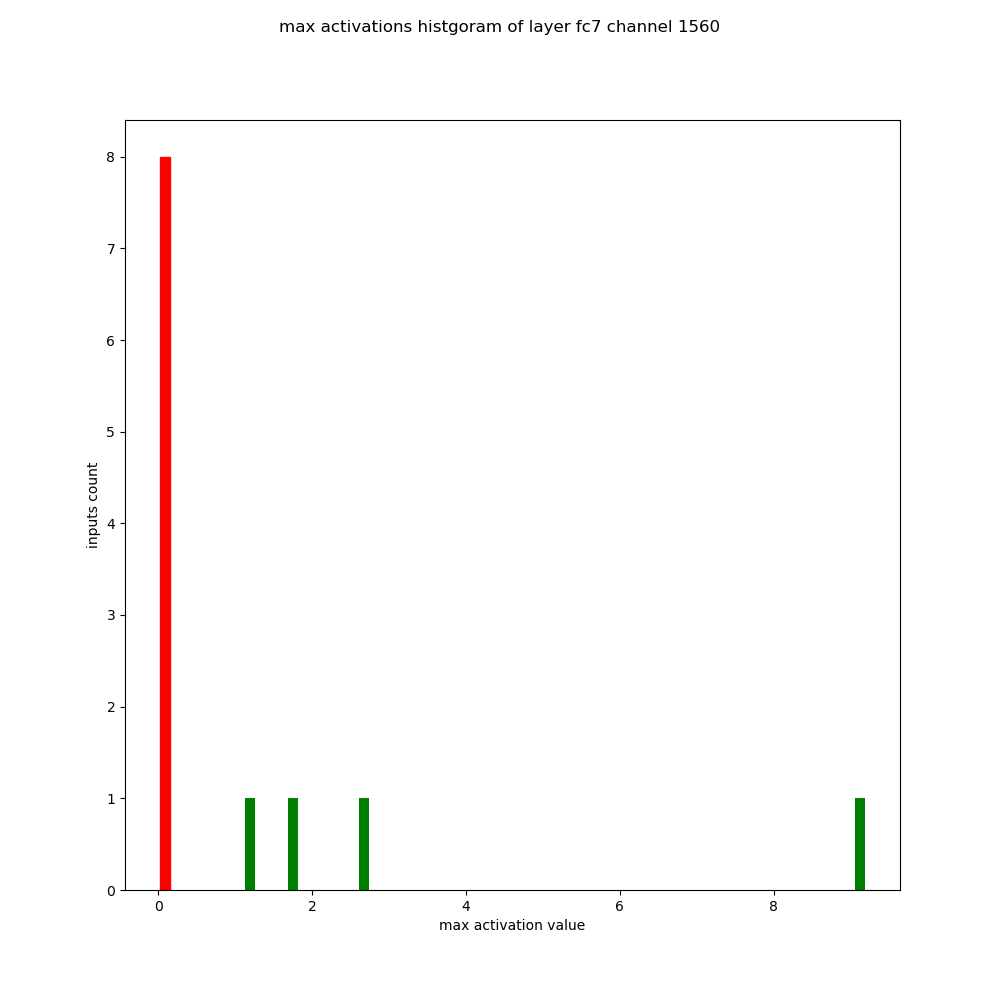 max activations histgoram of layer fc7 channel 1560
8
7
6
5
4
3
2
1
0
inputs count
0 2 4 6 8
max activation value